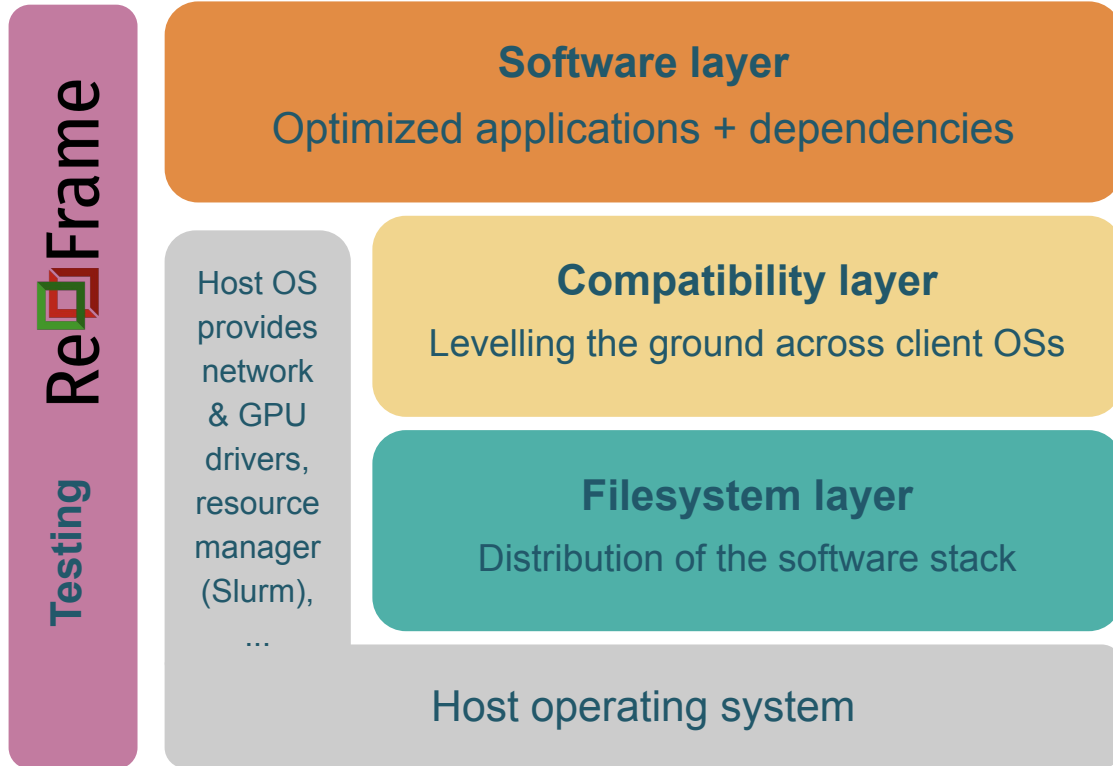 ReFrame
Testing
Software layer
Optimized applications + dependencies
Host OS
provides
network
& GPU
drivers,
resource
manager
(Slurm),
...
Compatibility layer
Levelling the ground across client OSs
Filesystem layer
Distribution of the software stack
Host operating system